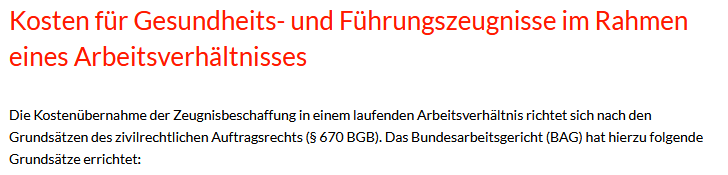 Kosten für Gesundheits- und Führungszeugnisse im Rahmen
eines Arbeitsverhältnisses
Die Kostenübernahme der Zeugnisbeschaffung in einem laufenden Arbeitsverhältnis richtet sich nach den
Grundsätzen des zivilrechtlichen Auftragsrechts (§ 670 BGB). Das Bundesarbeitsgericht (BAG) hat hierzu folgende
Grundsätze errichtet: